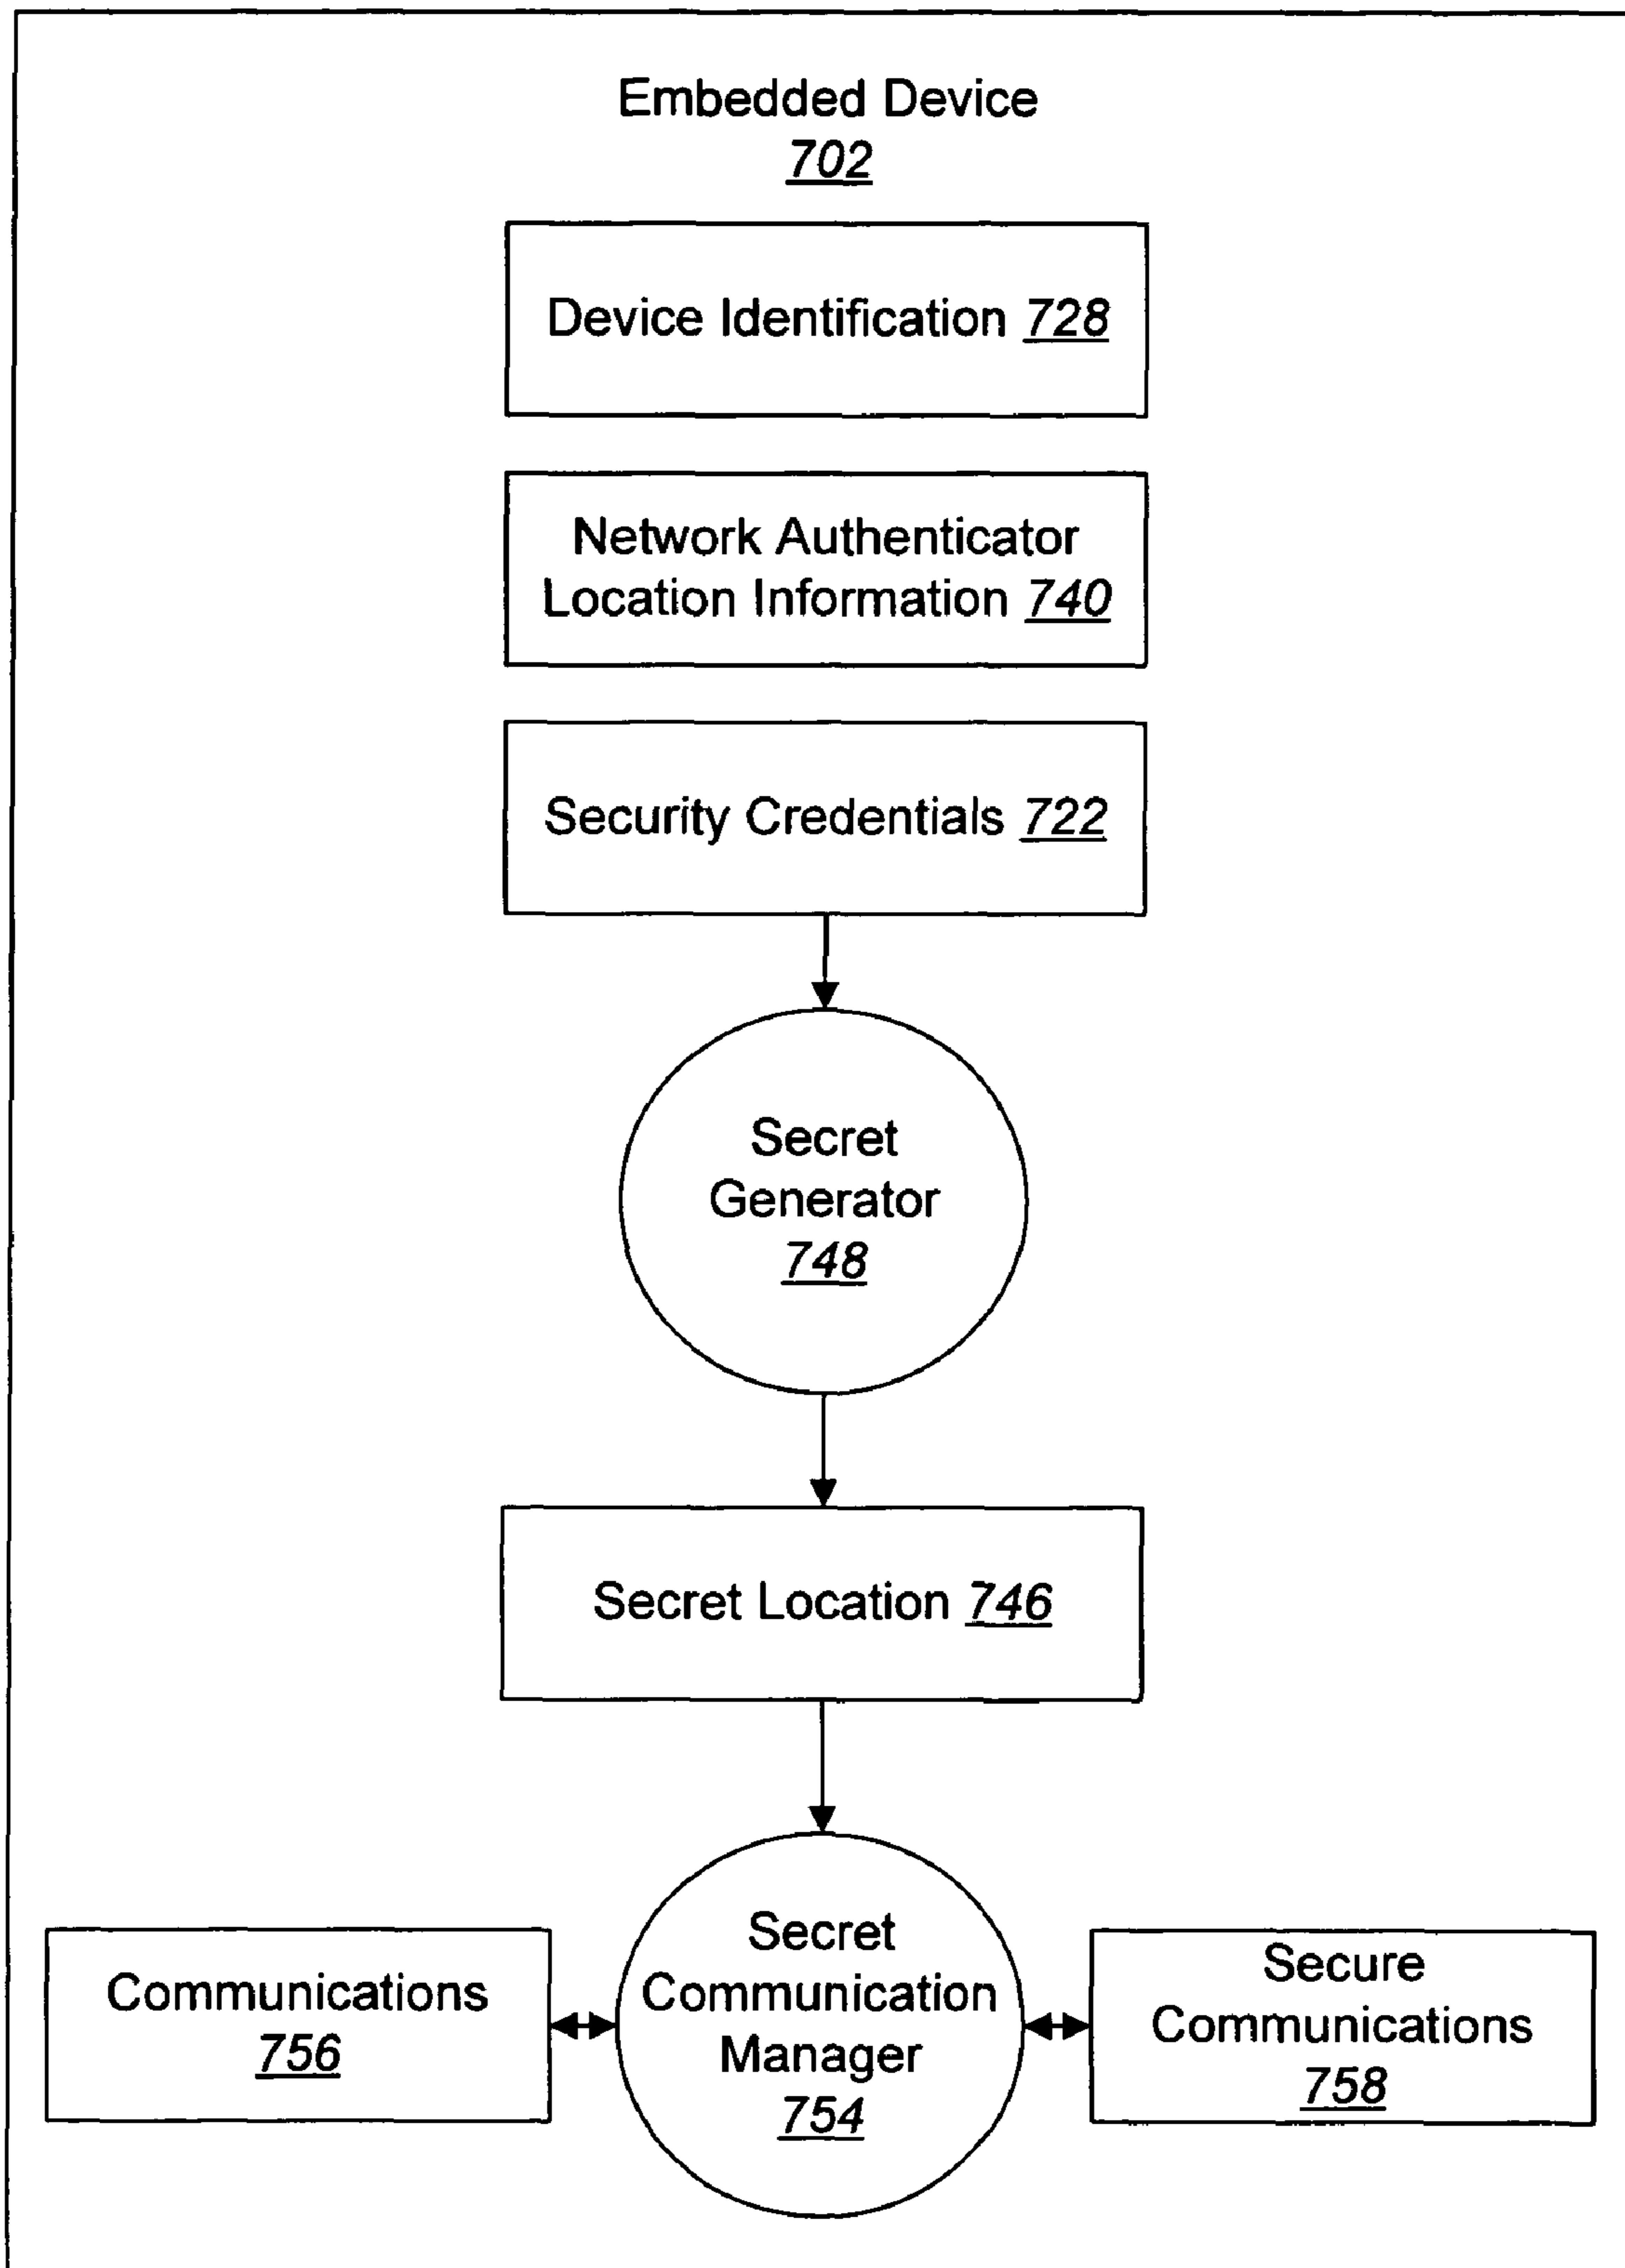 Embedded Device
702
Device Identification 728
Network Authenticator
Location Information 740
Security Credentials 722
Secret
Generator
748
Secret Location 746
Secret
Communication
Manager
754
Communications
756
Secure
Communications
758